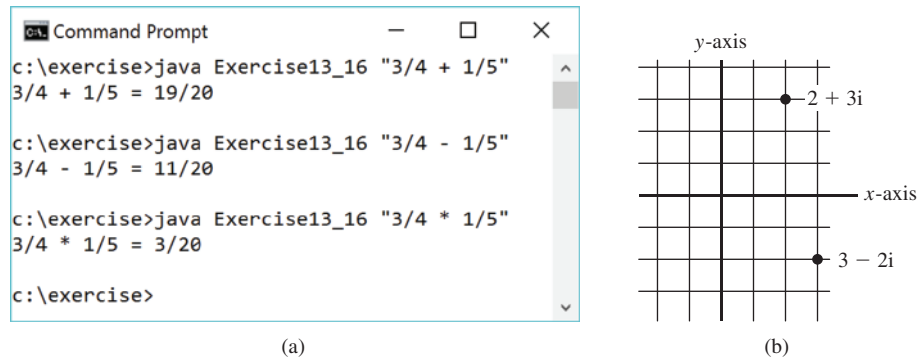 Command Prompt
c:\exercise>java Exercise13_16 "3/4 + 1/5"
3/4 + 1/5 = 19/20
c:\exercise>java Exercise13_16 "3/4 - 1/5"
3/4 - 1/5 = 11/20
c:\exercise>java Exercise13_16 "3/4 * 1/5"
3/4 * 1/5 = 3/20
c:\exercise>
(a)
y-axis
2 + 3i
x-axis
3 − 2i
(b)